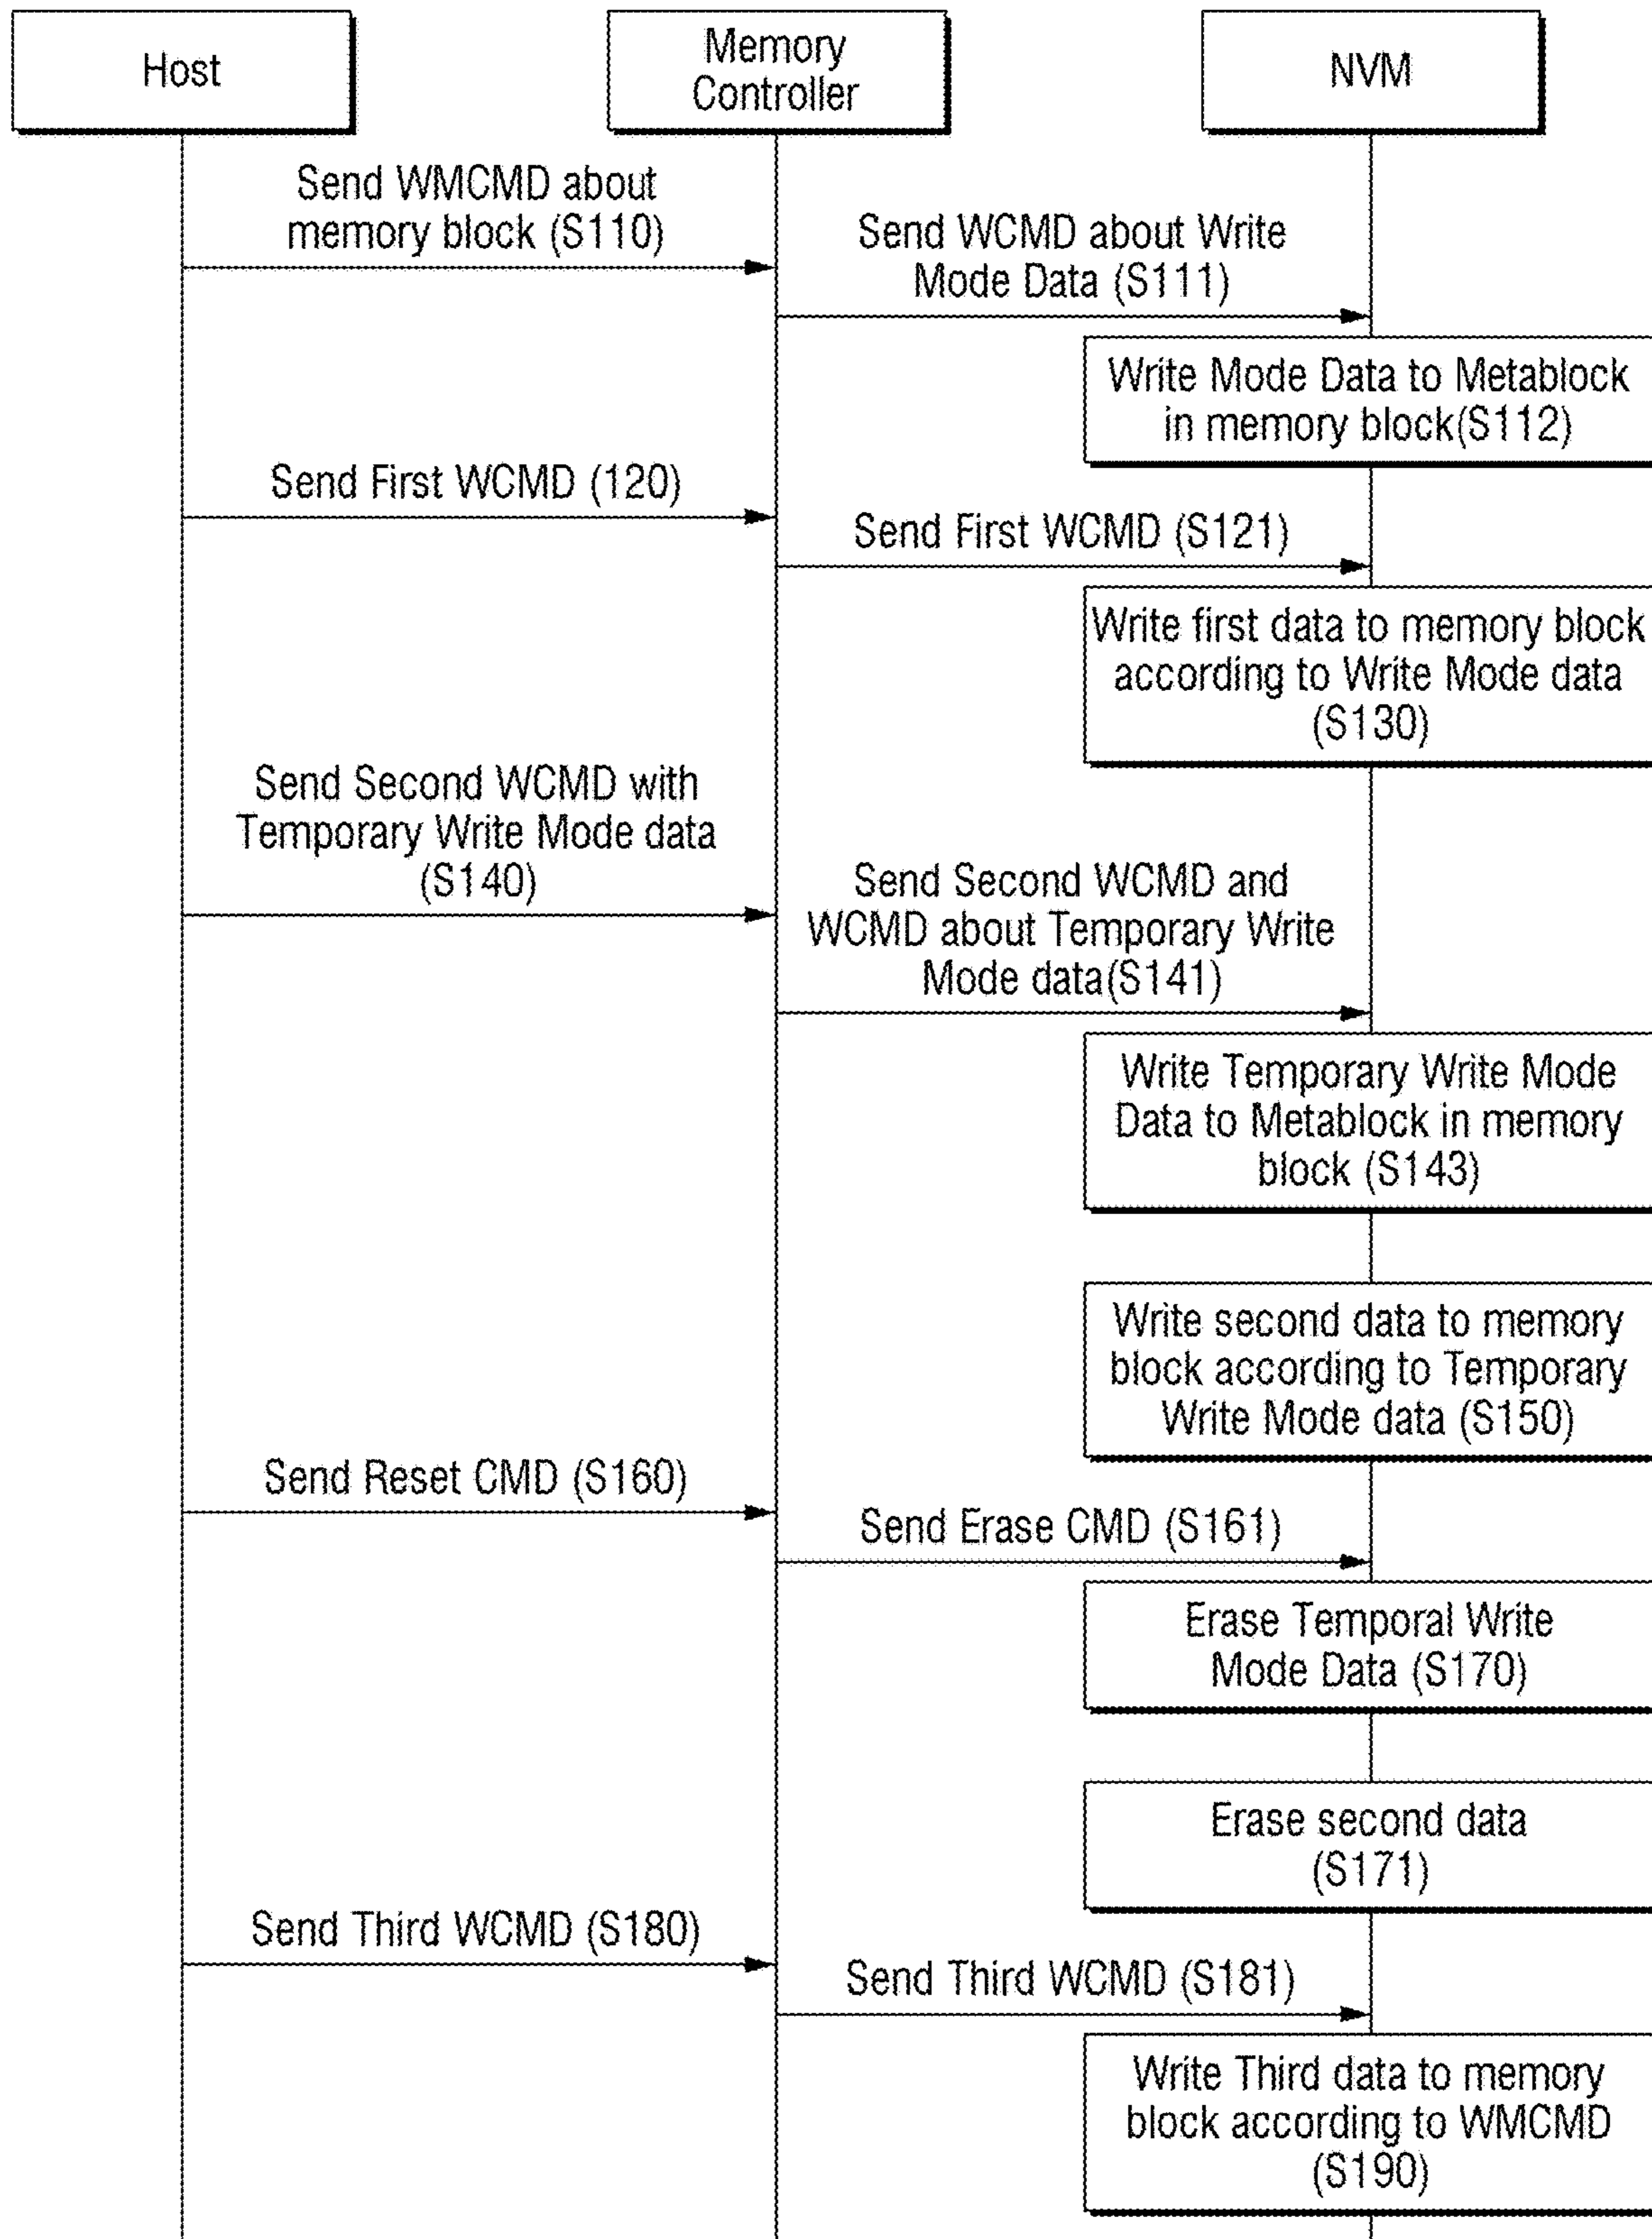 Host
Memory
Controller
NVM
Send WMCMD about
memory block (S110)
Send WCMD about Write
Mode Data (S111)
Write Mode Data to Metablock
in memory block(S112)
Send First WCMD (120)
Send First WCMD (S121)
Write first data to memory block
according to Write Mode data
(S130)
Send Second WCMD with
Temporary Write Mode data
(S140)
Send Second WCMD and
WCMD about Temporary Write
Mode data(S141)
Write Temporary Write Mode
Data to Metablock in memory
block (S143)
Write second data to memory
block according to Temporary
Write Mode data (S150)
Send Reset CMD (S160)
Send Erase CMD (S161)
Erase Temporal Write
Mode Data (S170)
Erase second data
(S171)
Send Third WCMD (S180)
Send Third WCMD (S181)
Write Third data to memory
block according to WMCMD
(S190)